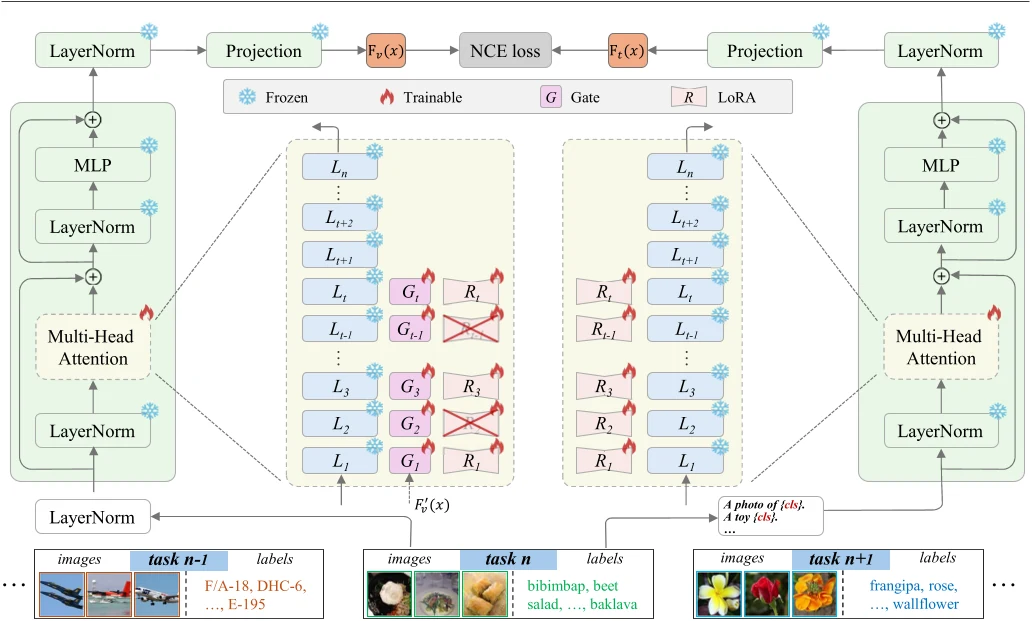 LayerNorm
Projection
F_v(x)
NCE loss
F_t(x)
Projection
LayerNorm
Frozen
Trainable
G
Gate
R
LoRA
MLP
LayerNorm
Multi-Head
Attention
LayerNorm
LayerNorm
L_n
⋮
L_{t+2}
L_{t+1}
L_t
G_t
R_t
L_{t-1}
G_{t-1}
⋮
L_3
G_3
R_3
L_2
G_2
L_1
G_1
R_1
F'_v(x)
L_n
⋮
L_{t+2}
L_{t+1}
R_t
L_t
R_{t-1}
L_{t-1}
⋮
R_3
L_3
R_2
L_2
R_1
L_1
MLP
LayerNorm
Multi-Head
Attention
LayerNorm
A photo of {cls}.
A toy {cls}.
...
...
images
task n-1
labels
F/A-18, DHC-6,
…, E-195
images
task n
labels
bibimbap, beet
salad, …, baklava
images
task n+1
labels
frangipa, rose,
…, wallflower
...